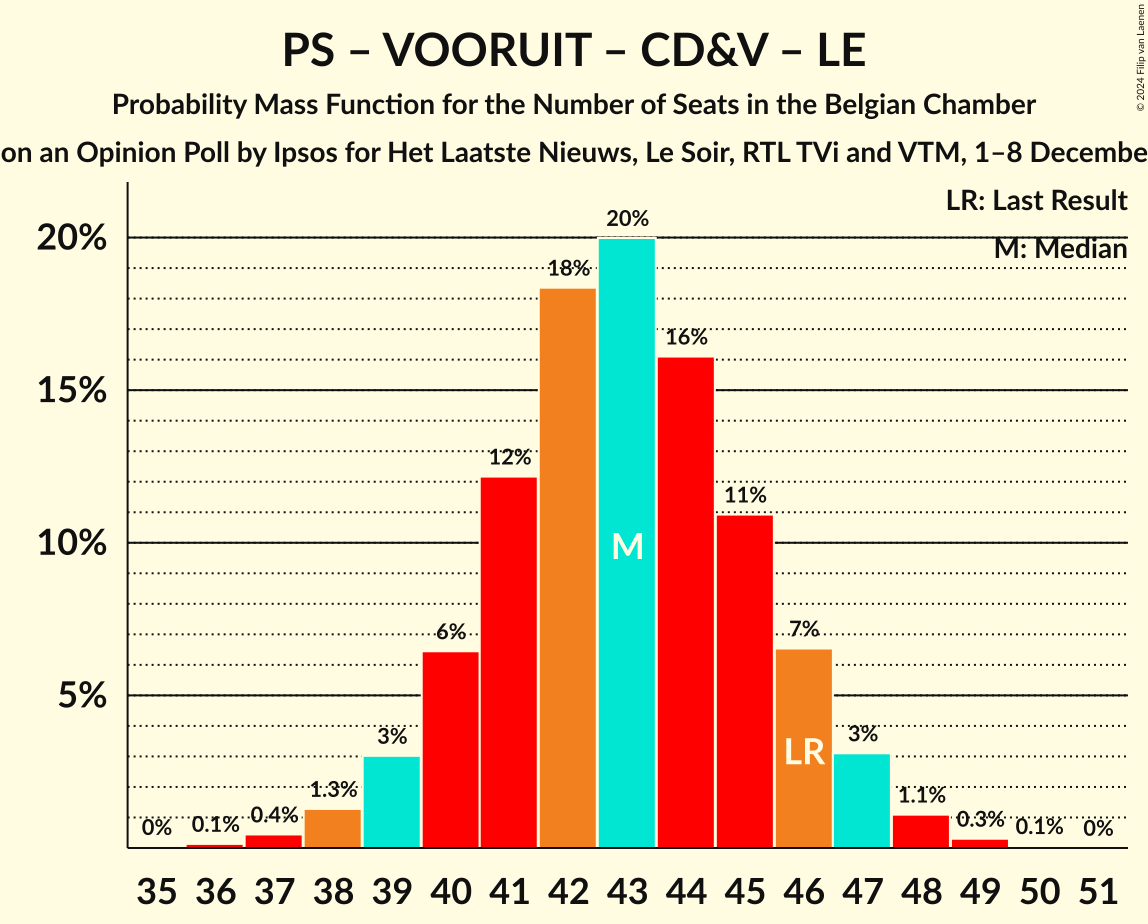 © 2024 Filip van Laenen
PS – VOORUIT – CD&V – LE
Probability Mass Function for the Number of Seats in the Belgian Chamber
on an Opinion Poll by Ipsos for Het Laatste Nieuws, Le Soir, RTL TVi and VTM, 1–8 Decembe
LR: Last Result
M: Median
20%
15%
10%
5%
0% 0.1% 0.4% 1.3% 3% 6% 12% 18% 20% 16% 11% 7% 3% 1.1% 0.3% 0.1% 0%
M
LR
35 36 37 38 39 40 41 42 43 44 45 46 47 48 49 50 51